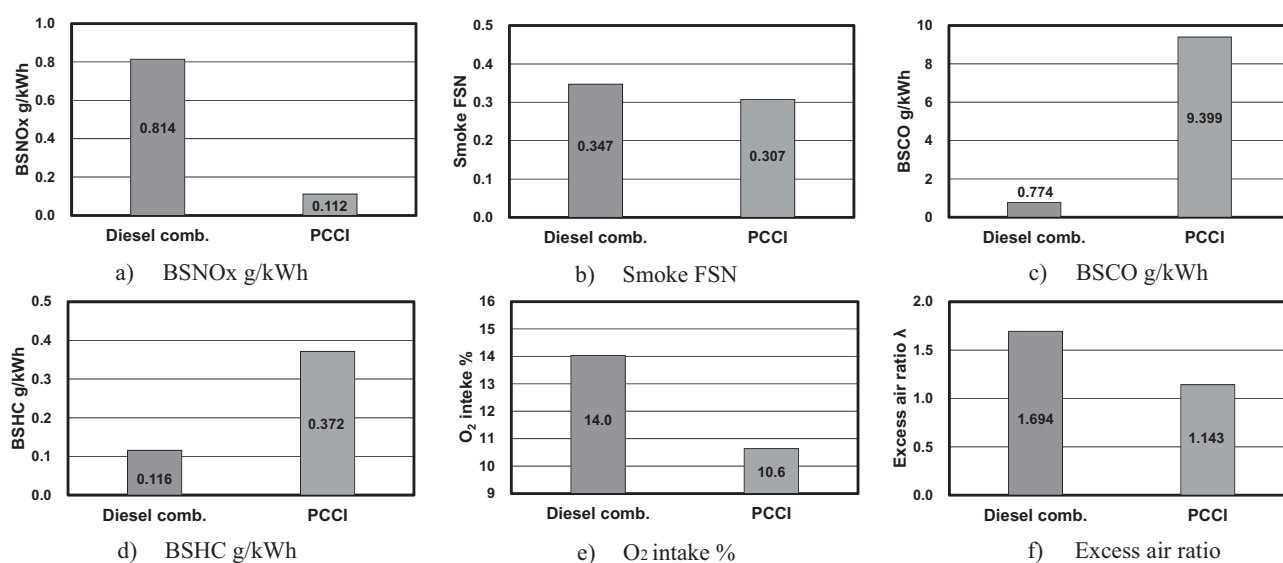 BSNOx g/kWh
1.0
0.8
0.6
0.4
0.2
0.0
0.814
0.112
Diesel comb. PCCI
a) BSNOx g/kWh
Smoke FSN
0.5
0.4
0.3
0.2
0.1
0.0
0.347
0.307
Diesel comb. PCCI
b) Smoke FSN
BSCO g/kWh
10
8
6
4
2
0
0.774
9.399
Diesel comb. PCCI
c) BSCO g/kWh
BSHC g/kWh
0.5
0.4
0.3
0.2
0.1
0.0
0.116
0.372
Diesel comb. PCCI
d) BSHC g/kWh
O2 inteke %
16
15
14
13
12
11
10
9
14.0
10.6
Diesel comb. PCCI
e) O2 intake %
Excess air ratio λ
2.0
1.5
1.0
0.5
0.0
1.694
1.143
Diesel comb. PCCI
f) Excess air ratio